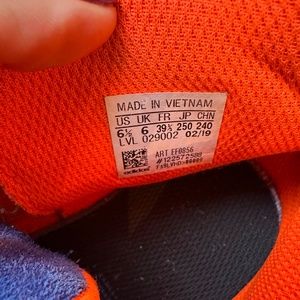 MADE IN VIETNAM
US UK FR JP CHN
6½ 6 39⅓ 250 240
LVL 029002 02/19
ART EF0856
adidas #122572588